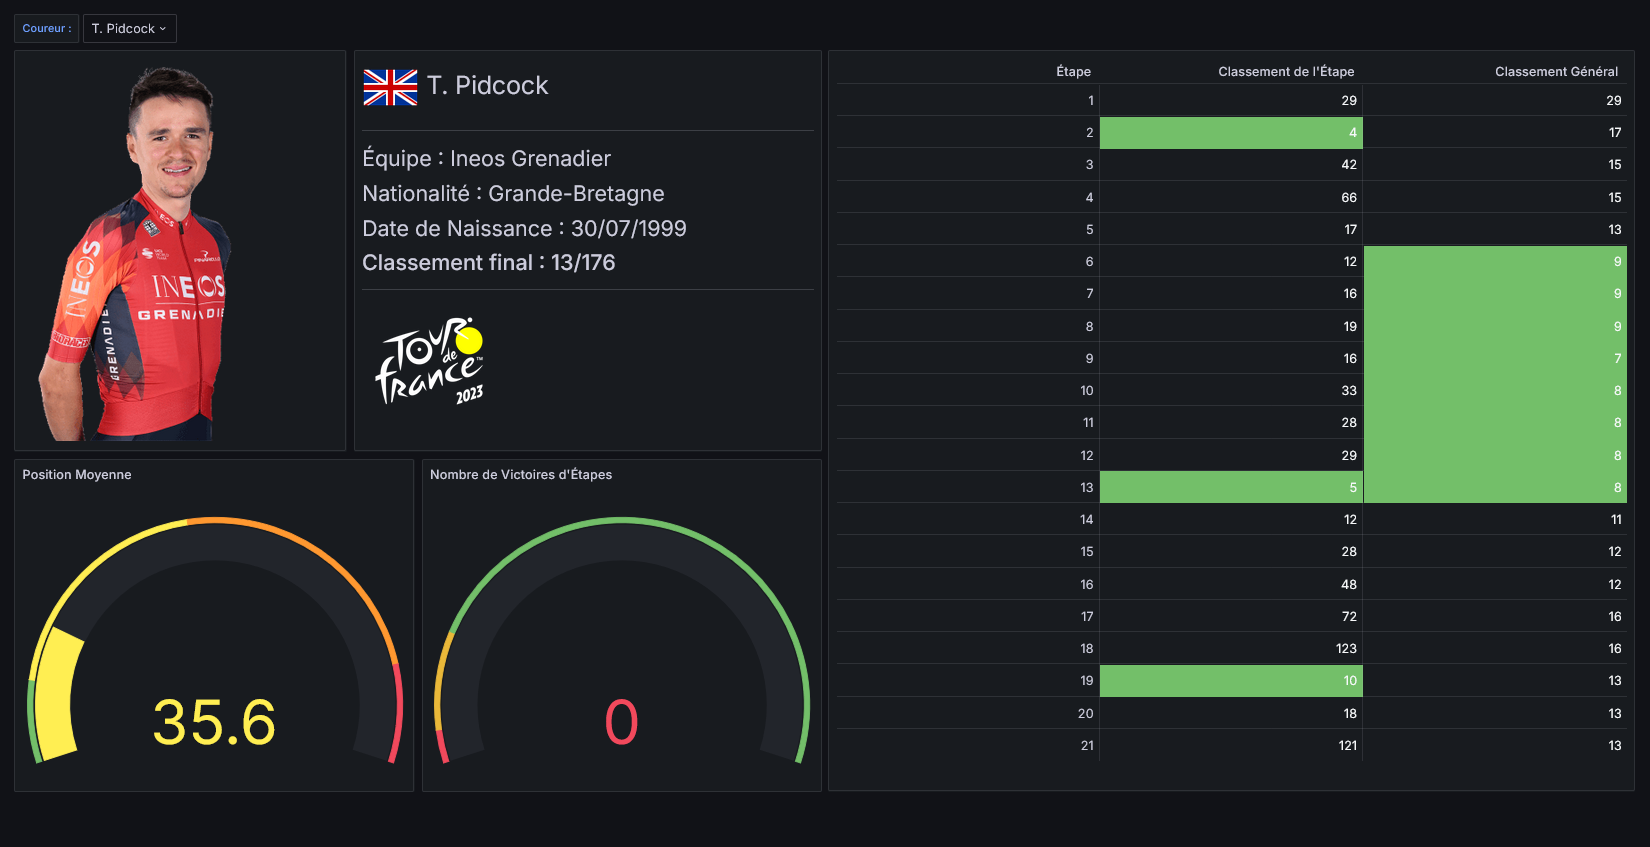 Coureur :
T. Pidcock
INEOS
INEOS
INEOS
GRENADIE
GRENADIE
T. Pidcock
Équipe : Ineos Grenadier
Nationalité : Grande-Bretagne
Date de Naissance : 30/07/1999
Classement final : 13/176
TOUR
de
france™
2023
Étape Classement de l'Étape Classement Général
1 29 29
2 4 17
3 42 15
4 66 15
5 17 13
6 12 9
7 16 9
8 19 9
9 16 7
10 33 8
11 28 8
12 29 8
13 5 8
14 12 11
15 28 12
16 48 12
17 72 16
18 123 16
19 10 13
20 18 13
21 121 13
Position Moyenne
35.6
Nombre de Victoires d'Étapes
0